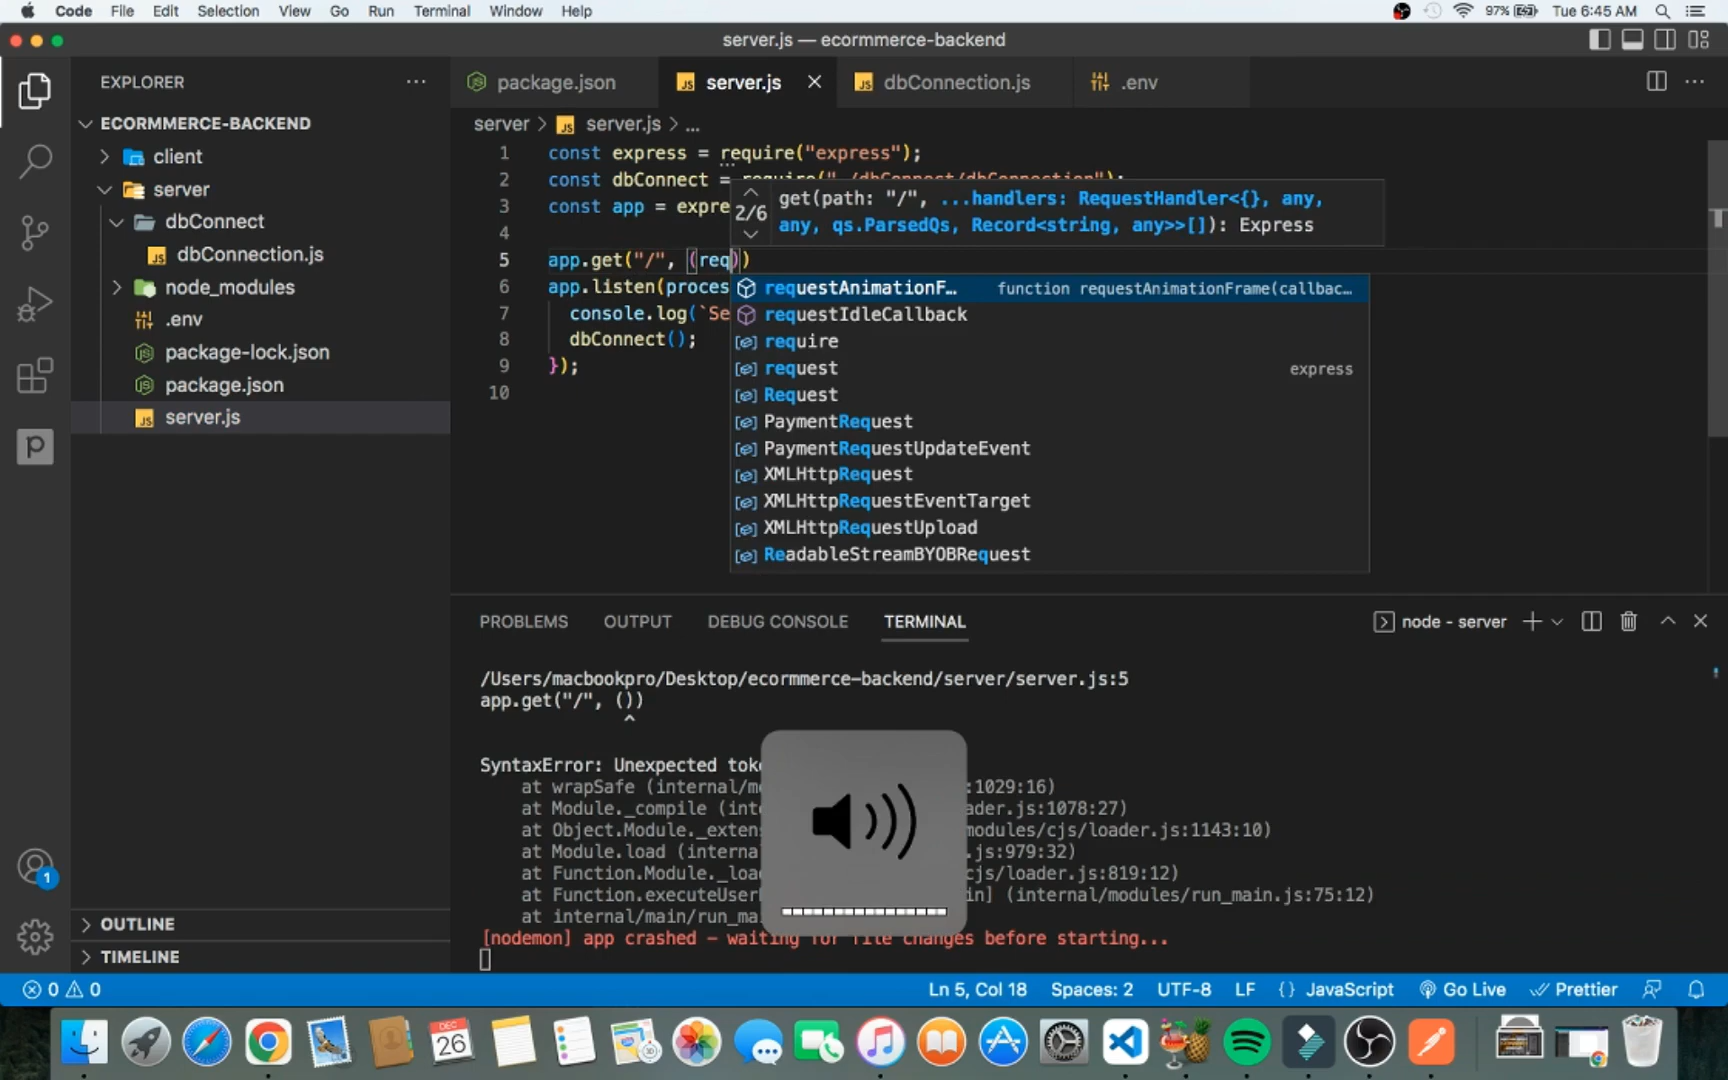 Code File Edit Selection View Go Run Terminal Window Help 97% Tue 6:45 AM
server.js — ecormmerce-backend
EXPLORER
package.json server.js dbConnection.js .env
ECORMMERCE-BACKEND
client
server
dbConnect
dbConnection.js
node_modules
.env
package-lock.json
package.json
server.js
OUTLINE
TIMELINE
server > server.js > ...
1 const express = require("express");
2 const dbConnect = require("./dbConnect/dbConnection");
3 const app = expre
4
5 app.get("/", (req))
6 app.listen(proces
7 console.log(`Se
8 dbConnect();
9 });
10
2/6
get(path: "/", ...handlers: RequestHandler<{}, any,
any, qs.ParsedQs, Record<string, any>>[]): Express
requestAnimationF… function requestAnimationFrame(callbac…
requestIdleCallback
require
request express
Request
PaymentRequest
PaymentRequestUpdateEvent
XMLHttpRequest
XMLHttpRequestEventTarget
XMLHttpRequestUpload
ReadableStreamBYOBRequest
PROBLEMS OUTPUT DEBUG CONSOLE TERMINAL node - server
/Users/macbookpro/Desktop/ecormmerce-backend/server/server.js:5
app.get("/", ())
^
SyntaxError: Unexpected toke
at wrapSafe (internal/m :1029:16)
at Module._compile (int ader.js:1078:27)
at Object.Module._exten modules/cjs/loader.js:1143:10)
at Module.load (interna .js:979:32)
at Function.Module._loa cjs/loader.js:819:12)
at Function.executeUser in] (internal/modules/run_main.js:75:12)
at internal/main/run_ma
[nodemon] app crashed - waiting for file changes before starting...
1
0 0 Ln 5, Col 18 Spaces: 2 UTF-8 LF {} JavaScript Go Live Prettier
DEC
26